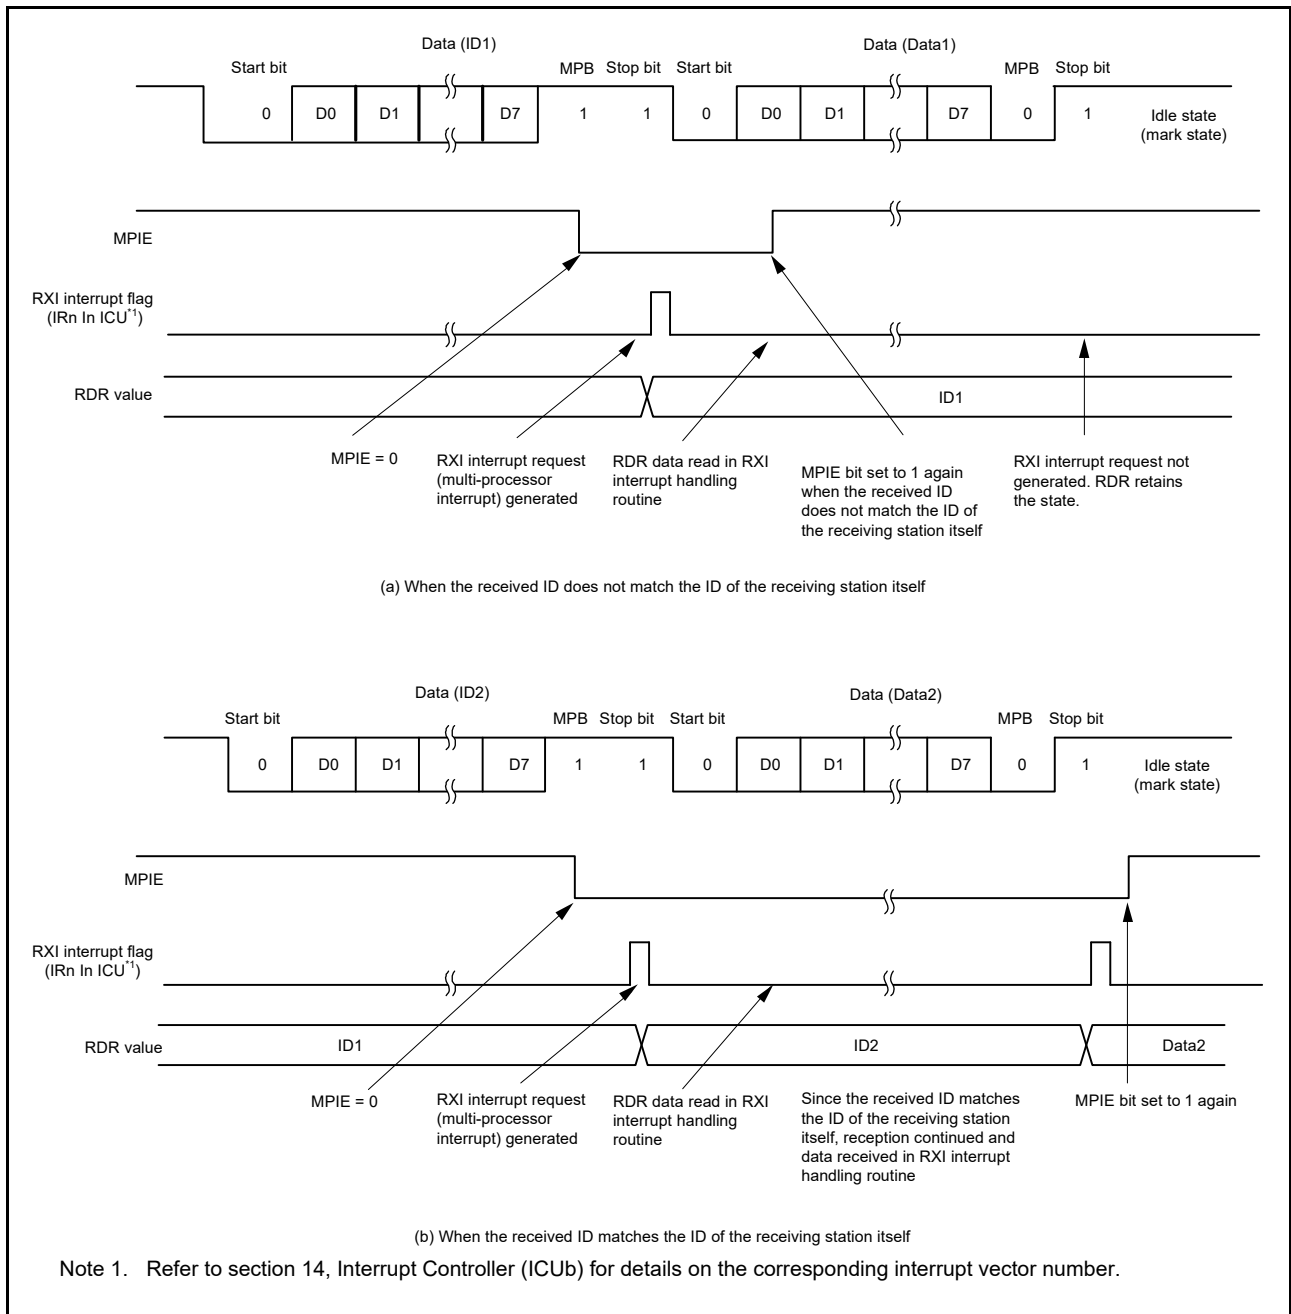 Data (ID1) Data (Data1)
Start bit MPB Stop bit Start bit MPB Stop bit
0 D0 D1 D7 1 1 0 D0 D1 D7 0 1 Idle state
(mark state)
MPIE
RXI interrupt flag
(IRn In ICU*1)
RDR value ID1
MPIE = 0
RXI interrupt request
(multi-processor
interrupt) generated
RDR data read in RXI
interrupt handling
routine
MPIE bit set to 1 again
when the received ID
does not match the ID of
the receiving station itself
RXI interrupt request not
generated. RDR retains
the state.
(a) When the received ID does not match the ID of the receiving station itself
Data (ID2) Data (Data2)
Start bit MPB Stop bit Start bit MPB Stop bit
0 D0 D1 D7 1 1 0 D0 D1 D7 0 1 Idle state
(mark state)
MPIE
RXI interrupt flag
(IRn In ICU*1)
RDR value ID1 ID2 Data2
MPIE = 0
RXI interrupt request
(multi-processor
interrupt) generated
RDR data read in RXI
interrupt handling
routine
Since the received ID matches
the ID of the receiving station
itself, reception continued and
data received in RXI interrupt
handling routine
MPIE bit set to 1 again
(b) When the received ID matches the ID of the receiving station itself
Note 1. Refer to section 14, Interrupt Controller (ICUb) for details on the corresponding interrupt vector number.